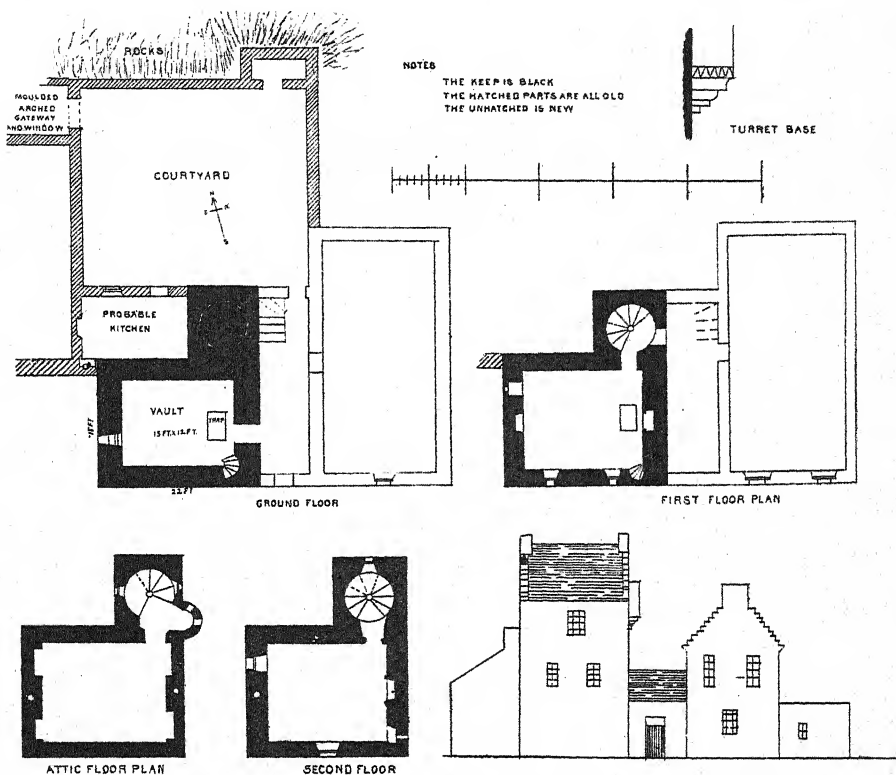 ROCKS
NOTES
THE KEEP IS BLACK
THE HATCHED PARTS ARE ALL OLD
THE UNHATCHED IS NEW
TURRET BASE
MOULDED
ARCHED
GATEWAY
AND WINDOW
COURTYARD
N
S
PROBABLE
KITCHEN
VAULT
15 FT. X 12 FT.
TRAP
22 FT
GROUND FLOOR
FIRST FLOOR PLAN
ATTIC FLOOR PLAN
SECOND FLOOR